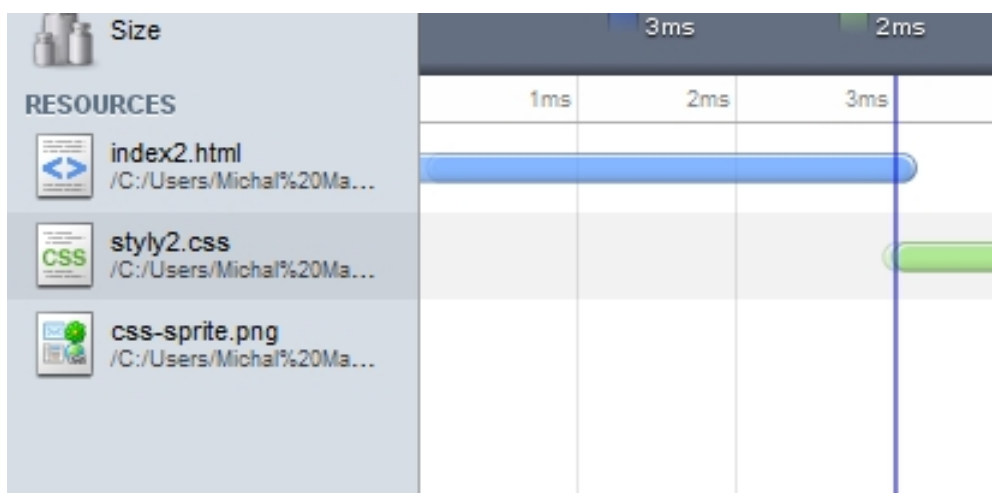 Size
3ms
2ms
RESOURCES
1ms
2ms
3ms
<>
index2.html
/C:/Users/Michal%20Ma...
CSS
styly2.css
/C:/Users/Michal%20Ma...
css-sprite.png
/C:/Users/Michal%20Ma...